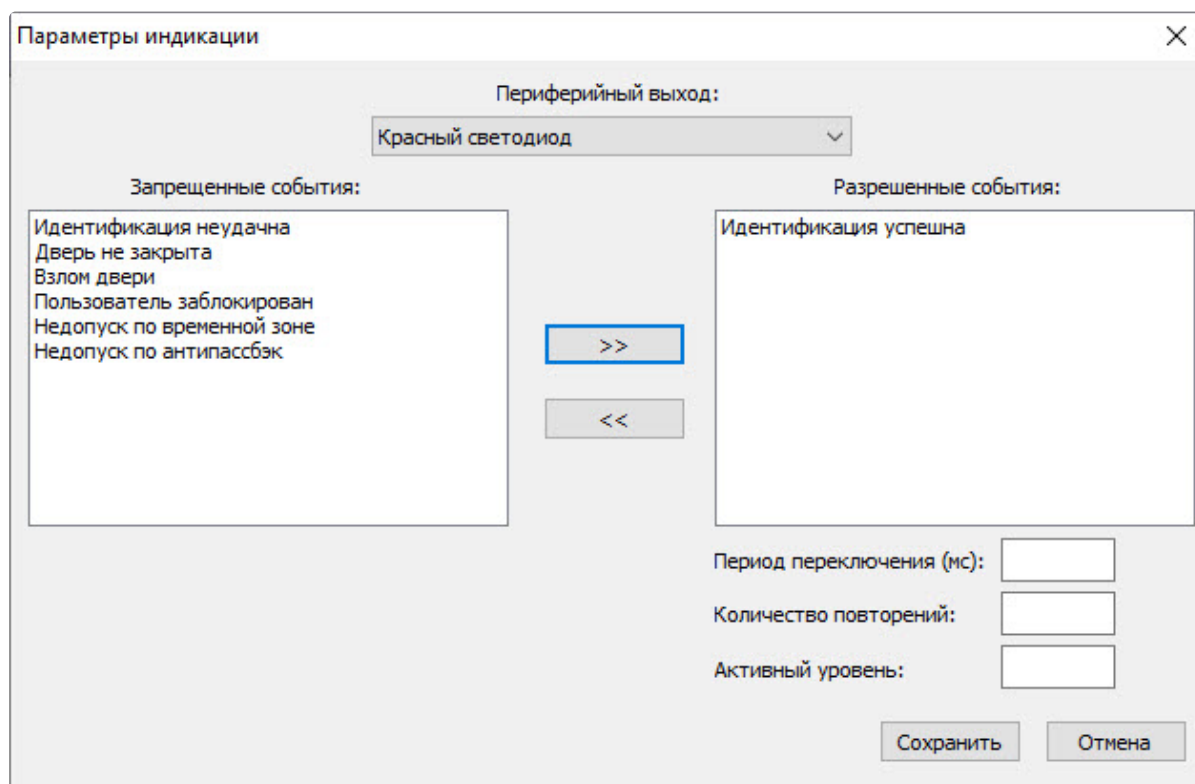 Параметры индикации
Периферийный выход:
Красный светодиод
Запрещенные события:
Идентификация неудачна
Дверь не закрыта
Взлом двери
Пользователь заблокирован
Недопуск по временной зоне
Недопуск по антипассбэк
>>
<<
Разрешенные события:
Идентификация успешна
Период переключения (мс):
Количество повторений:
Активный уровень:
Сохранить
Отмена